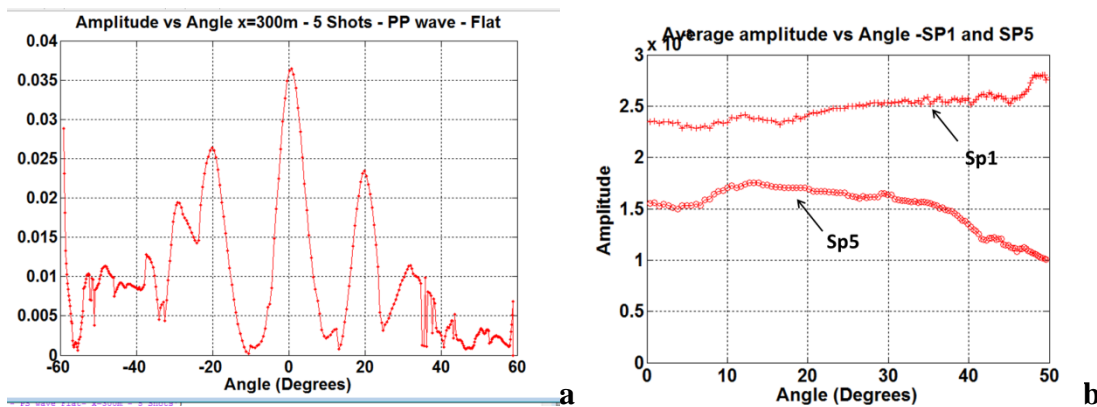 Amplitude vs Angle x=300m - 5 Shots - PP wave - Flat
0.04
0.035
0.03
0.025
0.02
0.015
0.01
0.005
0
-60 -40 -20 0 20 40 60
Angle (Degrees)
a
Average amplitude vs Angle -SP1 and SP5
x 10
3
2.5
2
1.5
1
0.5
0
Amplitude
Sp1
Sp5
0 10 20 30 40 50
Angle (Degrees)
b